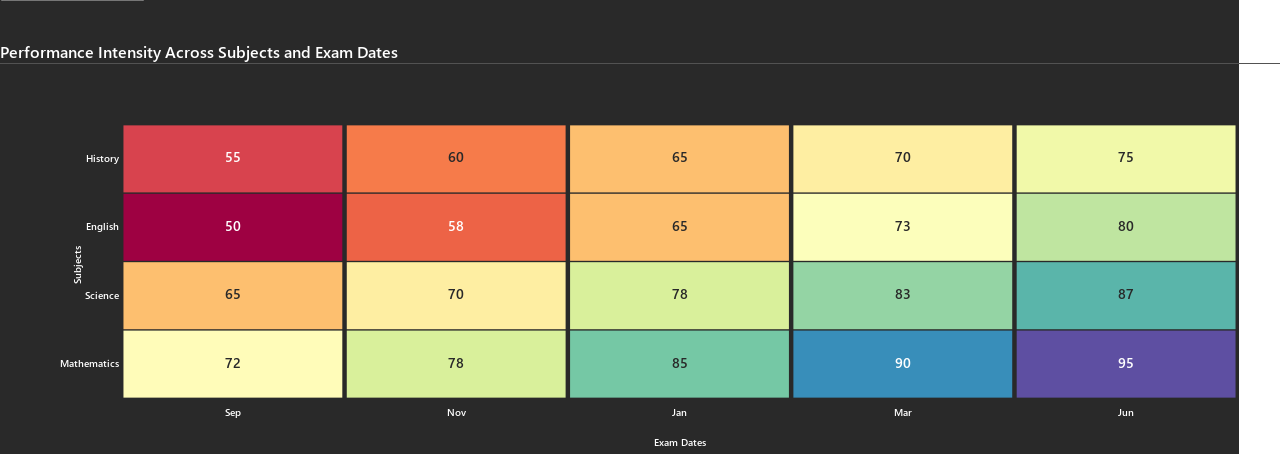 Performance Intensity Across Subjects and Exam Dates
History 55 60 65 70 75
English 50 58 65 73 80
Subjects
Science 65 70 78 83 87
Mathematics 72 78 85 90 95
Sep Nov Jan Mar Jun
Exam Dates